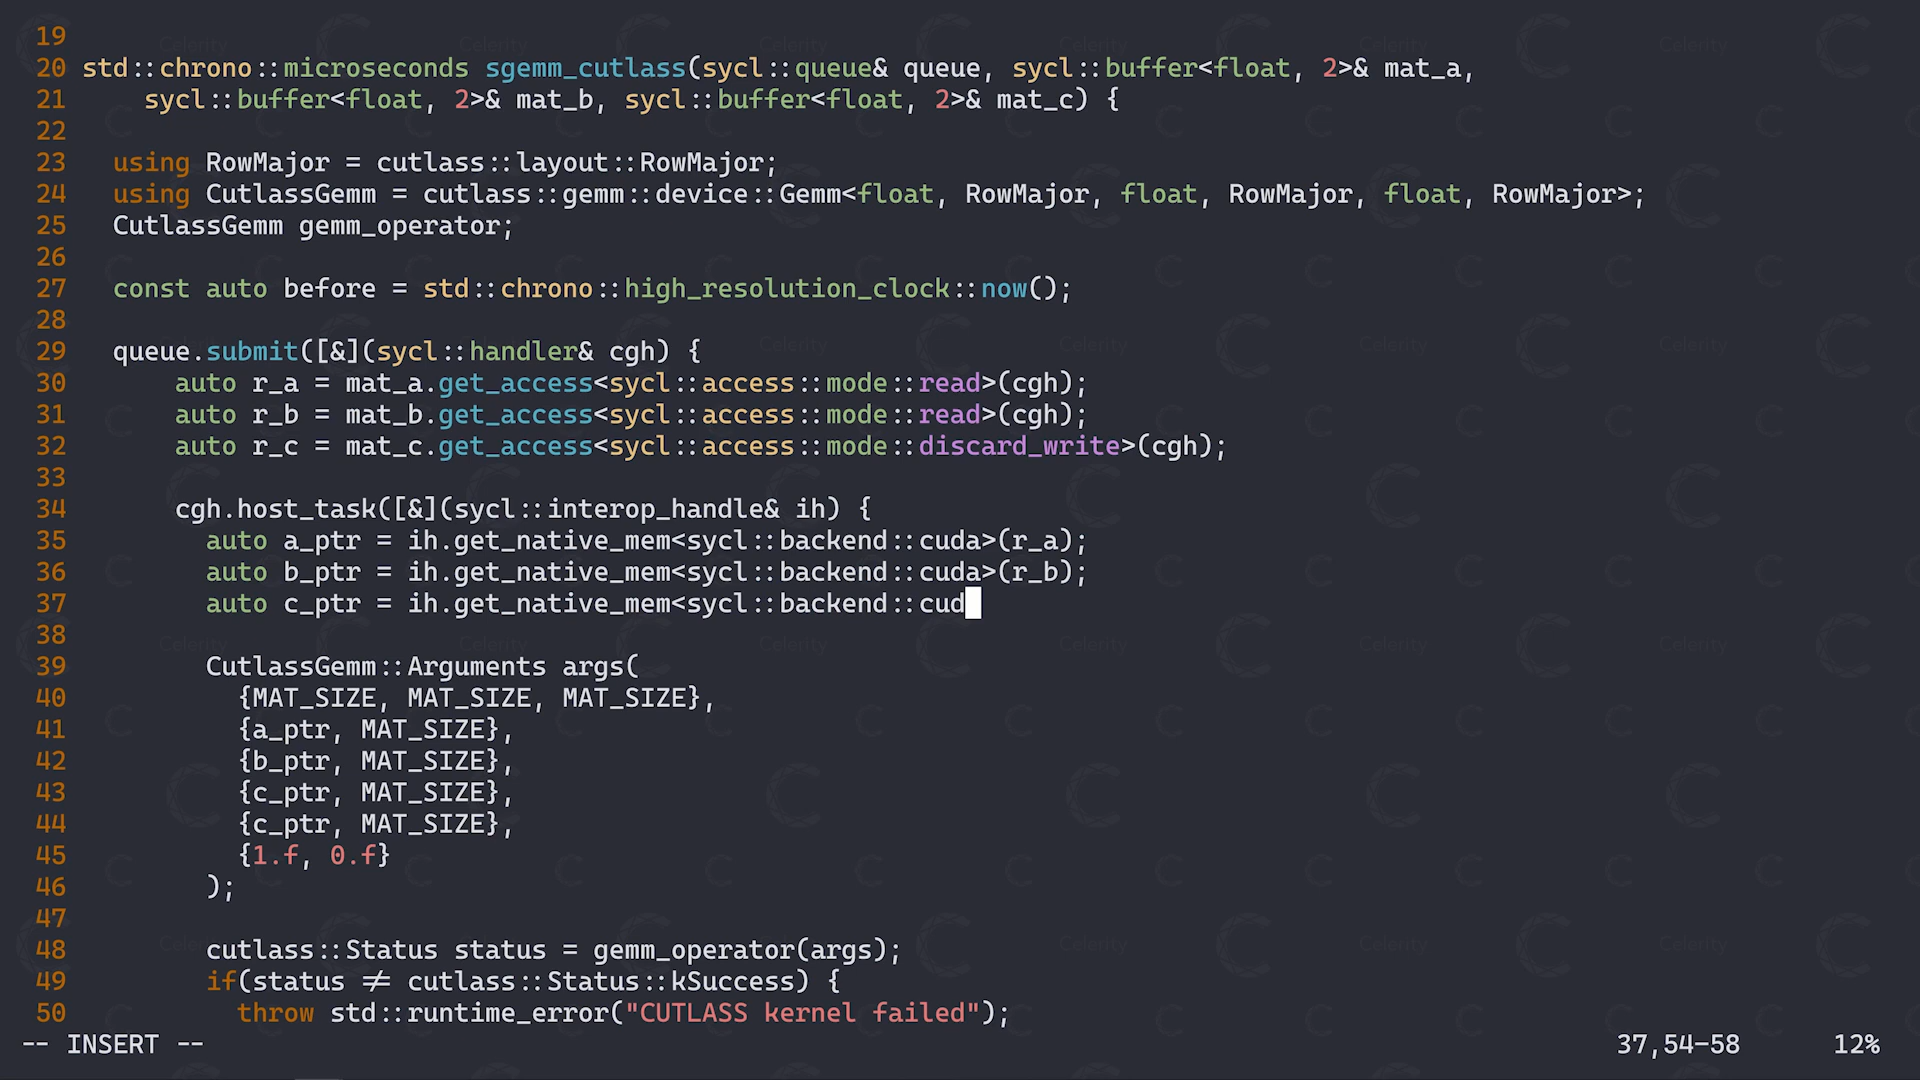 19
20 std::chrono::microseconds sgemm_cutlass(sycl::queue& queue, sycl::buffer<float, 2>& mat_a,
21     sycl::buffer<float, 2>& mat_b, sycl::buffer<float, 2>& mat_c) {
22
23   using RowMajor = cutlass::layout::RowMajor;
24   using CutlassGemm = cutlass::gemm::device::Gemm<float, RowMajor, float, RowMajor, float, RowMajor>;
25   CutlassGemm gemm_operator;
26
27   const auto before = std::chrono::high_resolution_clock::now();
28
29   queue.submit([&](sycl::handler& cgh) {
30       auto r_a = mat_a.get_access<sycl::access::mode::read>(cgh);
31       auto r_b = mat_b.get_access<sycl::access::mode::read>(cgh);
32       auto r_c = mat_c.get_access<sycl::access::mode::discard_write>(cgh);
33
34       cgh.host_task([&](sycl::interop_handle& ih) {
35         auto a_ptr = ih.get_native_mem<sycl::backend::cuda>(r_a);
36         auto b_ptr = ih.get_native_mem<sycl::backend::cuda>(r_b);
37         auto c_ptr = ih.get_native_mem<sycl::backend::cud
38
39         CutlassGemm::Arguments args(
40           {MAT_SIZE, MAT_SIZE, MAT_SIZE},
41           {a_ptr, MAT_SIZE},
42           {b_ptr, MAT_SIZE},
43           {c_ptr, MAT_SIZE},
44           {c_ptr, MAT_SIZE},
45           {1.f, 0.f}
46         );
47
48         cutlass::Status status = gemm_operator(args);
49         if(status ≠ cutlass::Status::kSuccess) {
50           throw std::runtime_error("CUTLASS kernel failed");
-- INSERT --    37,54-58    12%